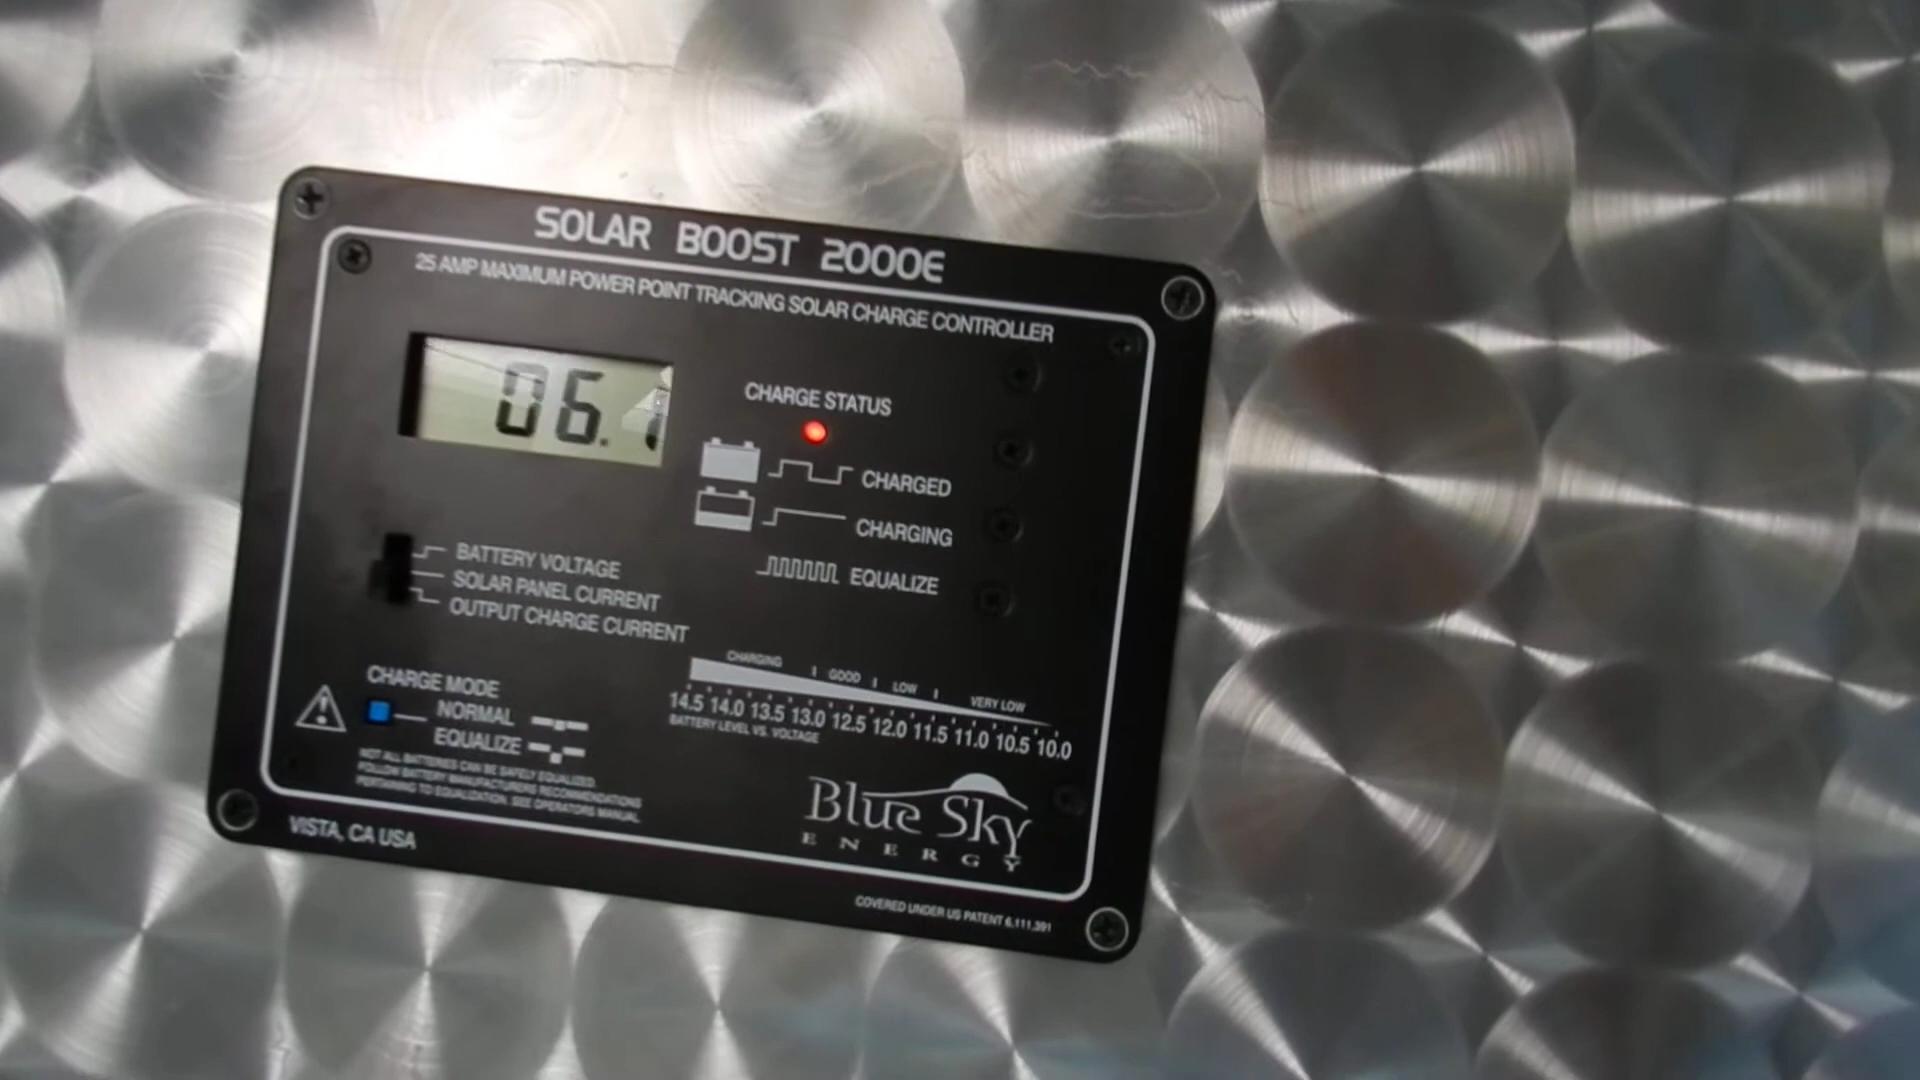 SOLAR BOOST 2000E
25 AMP MAXIMUM POWER POINT TRACKING SOLAR CHARGE CONTROLLER
06.1
CHARGE STATUS
CHARGED
CHARGING
EQUALIZE
BATTERY VOLTAGE
SOLAR PANEL CURRENT
OUTPUT CHARGE CURRENT
CHARGING GOOD LOW VERY LOW
14.5 14.0 13.5 13.0 12.5 12.0 11.5 11.0 10.5 10.0
BATTERY LEVEL VS. VOLTAGE
CHARGE MODE
NORMAL
EQUALIZE
NOT ALL BATTERIES CAN BE SAFELY EQUALIZED.
FOLLOW BATTERY MANUFACTURERS RECOMMENDATIONS
PERTAINING TO EQUALIZATION. SEE OPERATORS MANUAL.
Blue Sky
ENERGY
VISTA, CA USA
COVERED UNDER US PATENT 6,111,391